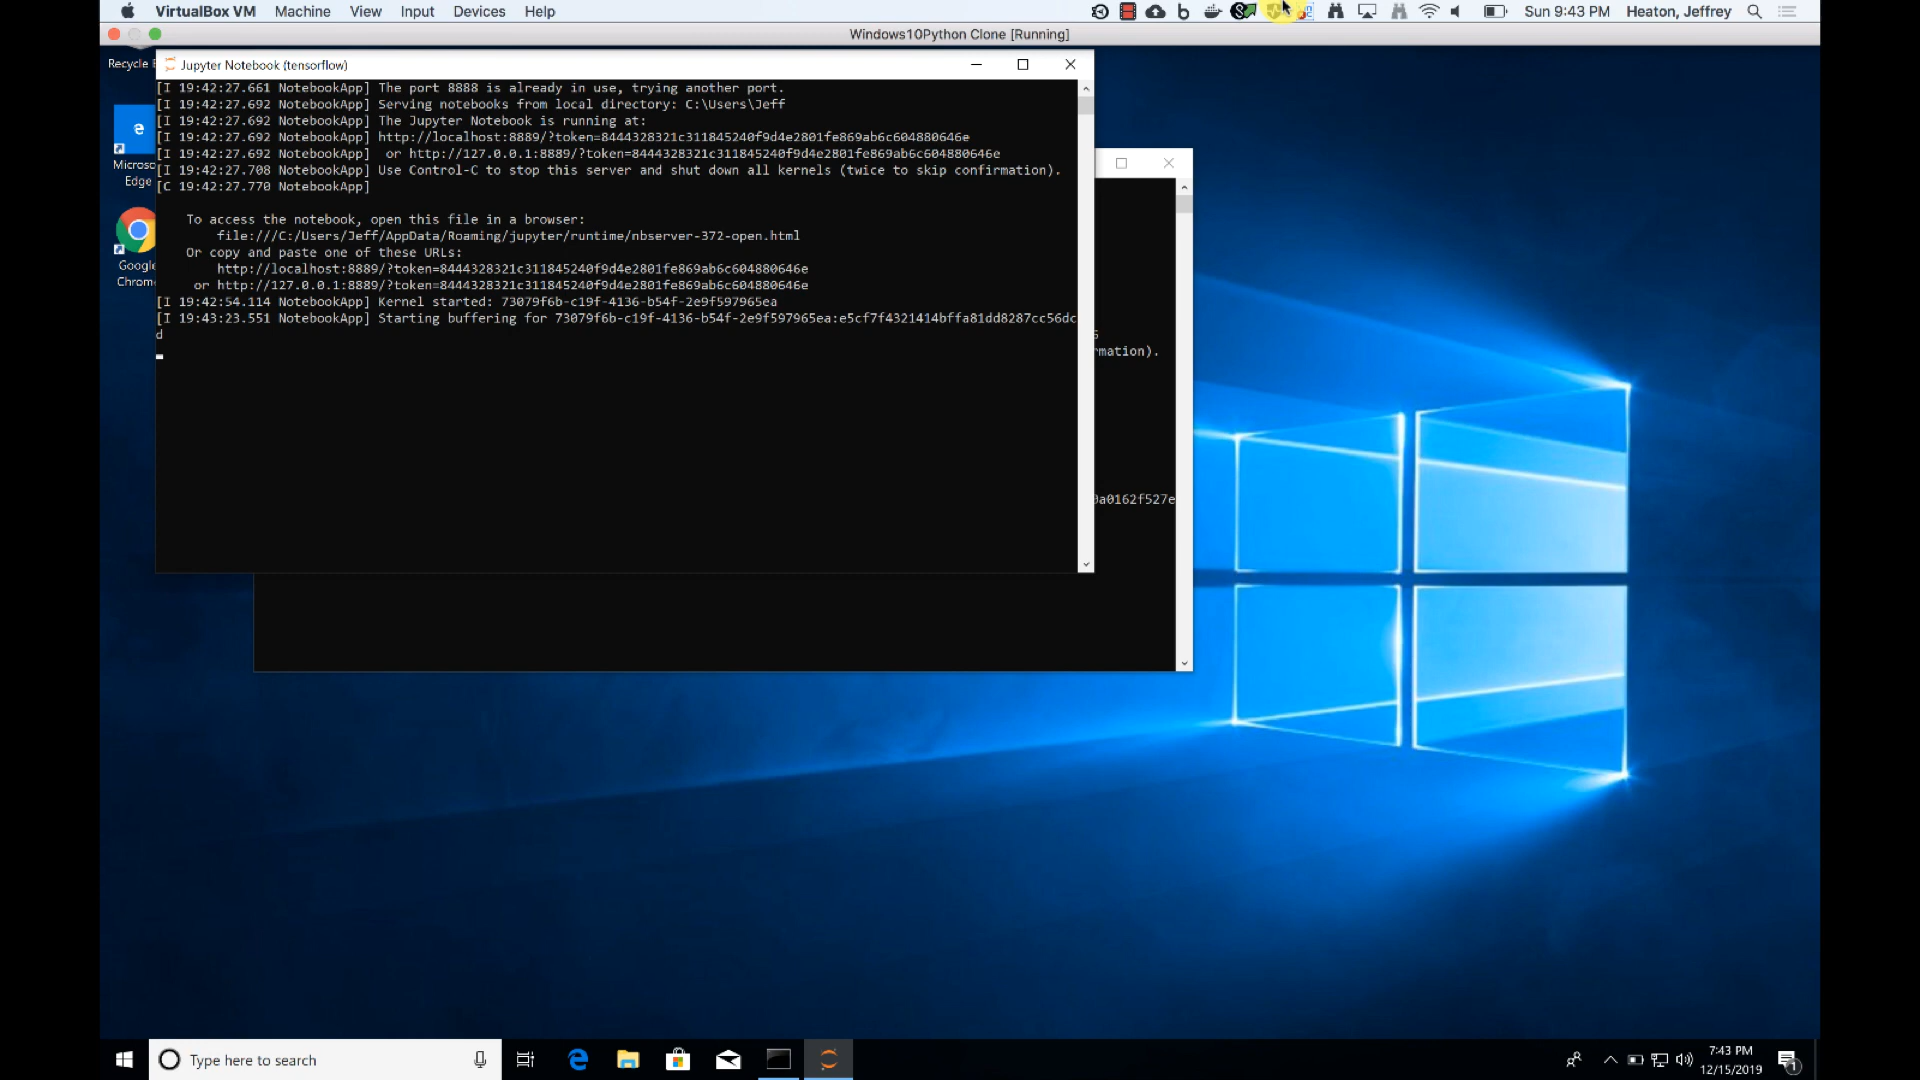 VirtualBox VM Machine View Input Devices Help Sun 9:43 PM Heaton, Jeffrey
Windows10Python Clone [Running]
Recycle
Jupyter Notebook (tensorflow)
[I 19:42:27.661 NotebookApp] The port 8888 is already in use, trying another port.
[I 19:42:27.692 NotebookApp] Serving notebooks from local directory: C:\Users\Jeff
[I 19:42:27.692 NotebookApp] The Jupyter Notebook is running at:
[I 19:42:27.692 NotebookApp] http://localhost:8889/?token=8444328321c311845240f9d4e2801fe869ab6c604880646e
[I 19:42:27.692 NotebookApp]  or http://127.0.0.1:8889/?token=8444328321c311845240f9d4e2801fe869ab6c604880646e
[I 19:42:27.708 NotebookApp] Use Control-C to stop this server and shut down all kernels (twice to skip confirmation).
[C 19:42:27.770 NotebookApp]
To access the notebook, open this file in a browser:
file:///C:/Users/Jeff/AppData/Roaming/jupyter/runtime/nbserver-372-open.html
Or copy and paste one of these URLs:
http://localhost:8889/?token=8444328321c311845240f9d4e2801fe869ab6c604880646e
or http://127.0.0.1:8889/?token=8444328321c311845240f9d4e2801fe869ab6c604880646e
[I 19:42:54.114 NotebookApp] Kernel started: 73079f6b-c19f-4136-b54f-2e9f597965ea
[I 19:43:23.551 NotebookApp] Starting buffering for 73079f6b-c19f-4136-b54f-2e9f597965ea:e5cf7f4321414bffa81dd8287cc56dc
d
rmation).
0a0162f527e
Microso
Edge
Google
Chrome
Type here to search
7:43 PM
12/15/2019
1